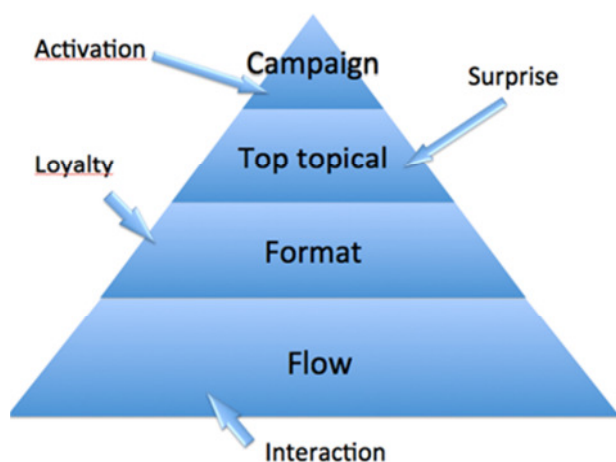 Activation
Campaign
Surprise
Top topical
Loyalty
Format
Flow
Interaction